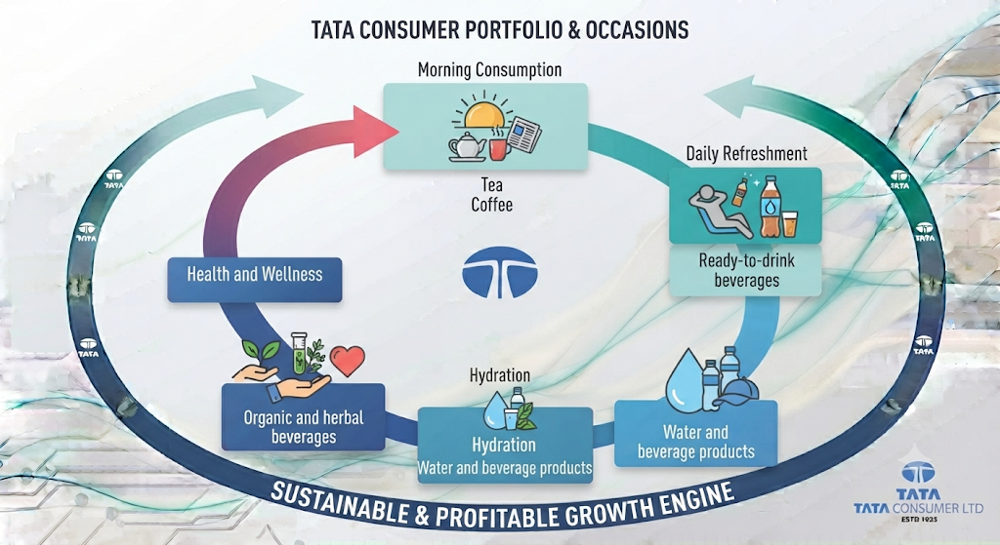 TATA CONSUMER PORTFOLIO & OCCASIONS
Morning Consumption
Tea
Coffee
Daily Refreshment
Ready-to-drink
beverages
Health and Wellness
Organic and herbal
beverages
Hydration
Hydration
Water and beverage products
Water and
beverage products
SUSTAINABLE & PROFITABLE GROWTH ENGINE
TATA
TATA
TATA CONSUMER LTD
ESTB 1925